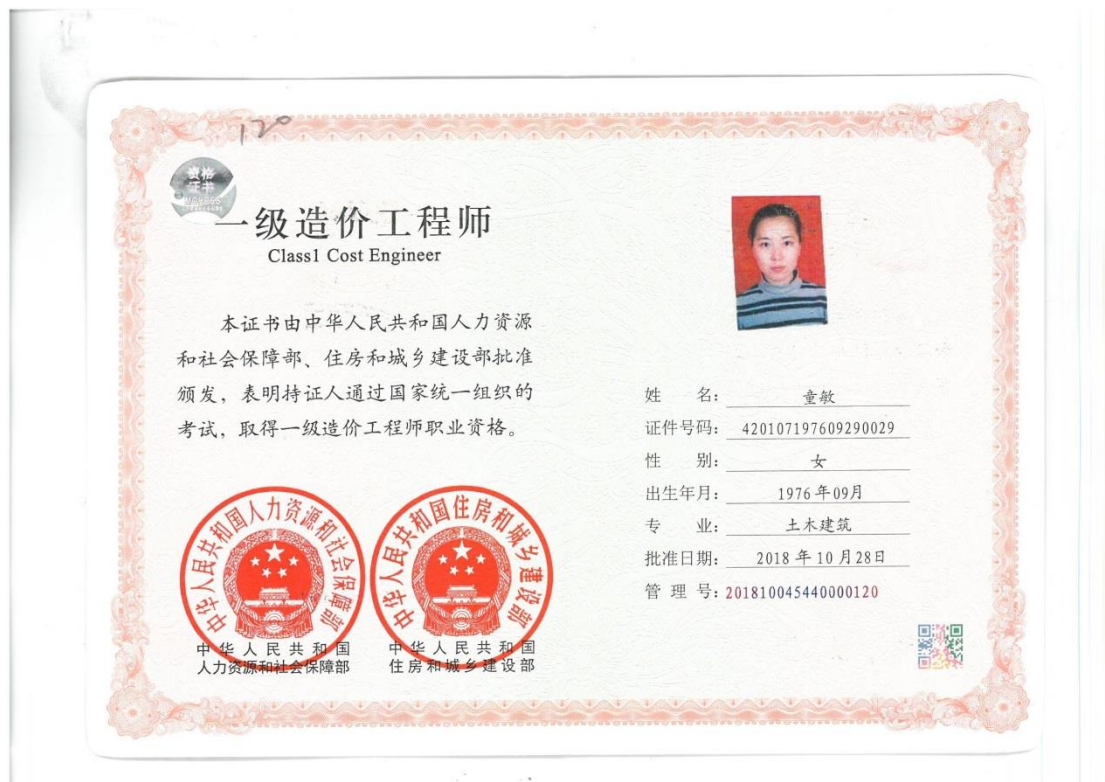 120
资格
证书
一级造价工程师
Class1 Cost Engineer
本证书由中华人民共和国人力资源
和社会保障部、住房和城乡建设部批准
颁发，表明持证人通过国家统一组织的
考试，取得一级造价工程师职业资格。
中华人民共和国人力资源和社会保障部
中华人民共和国住房和城乡建设部
中华人民共和国
人力资源和社会保障部
中华人民共和国
住房和城乡建设部
姓名：童敏
证件号码：420107197609290029
性别：女
出生年月：1976年09月
专业：土木建筑
批准日期：2018年10月28日
管理号：201810045440000120